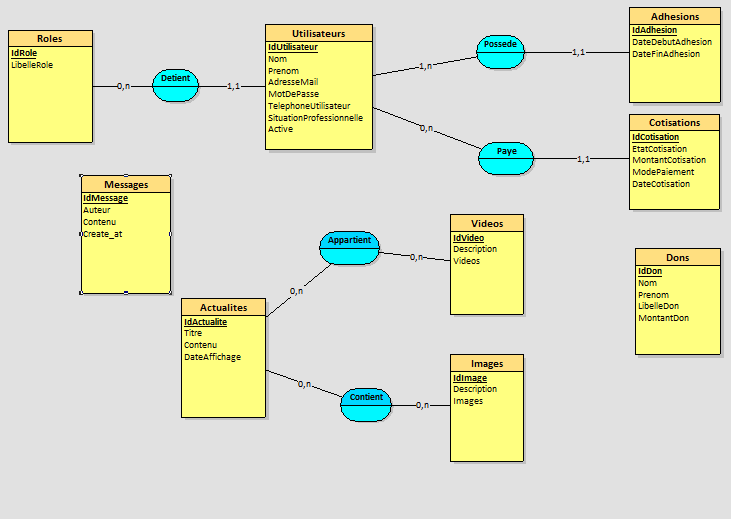 Roles
IdRole
LibelleRole
0,n
Detient
1,1
Utilisateurs
IdUtilisateur
Nom
Prenom
AdresseMail
MotDePasse
TelephoneUtilisateur
SituationProfessionnelle
Active
1,n
Possede
1,1
Adhesions
IdAdhesion
DateDebutAdhesion
DateFinAdhesion
0,n
Paye
1,1
Cotisations
IdCotisation
EtatCotisation
MontantCotisation
ModePaiement
DateCotisation
Messages
IdMessage
Auteur
Contenu
Create_at
Appartient
0,n
0,n
Videos
IdVideo
Description
Videos
Dons
IdDon
Nom
Prenom
LibelleDon
MontantDon
Actualites
IdActualite
Titre
Contenu
DateAffichage
0,n
Contient
0,n
Images
IdImage
Description
Images